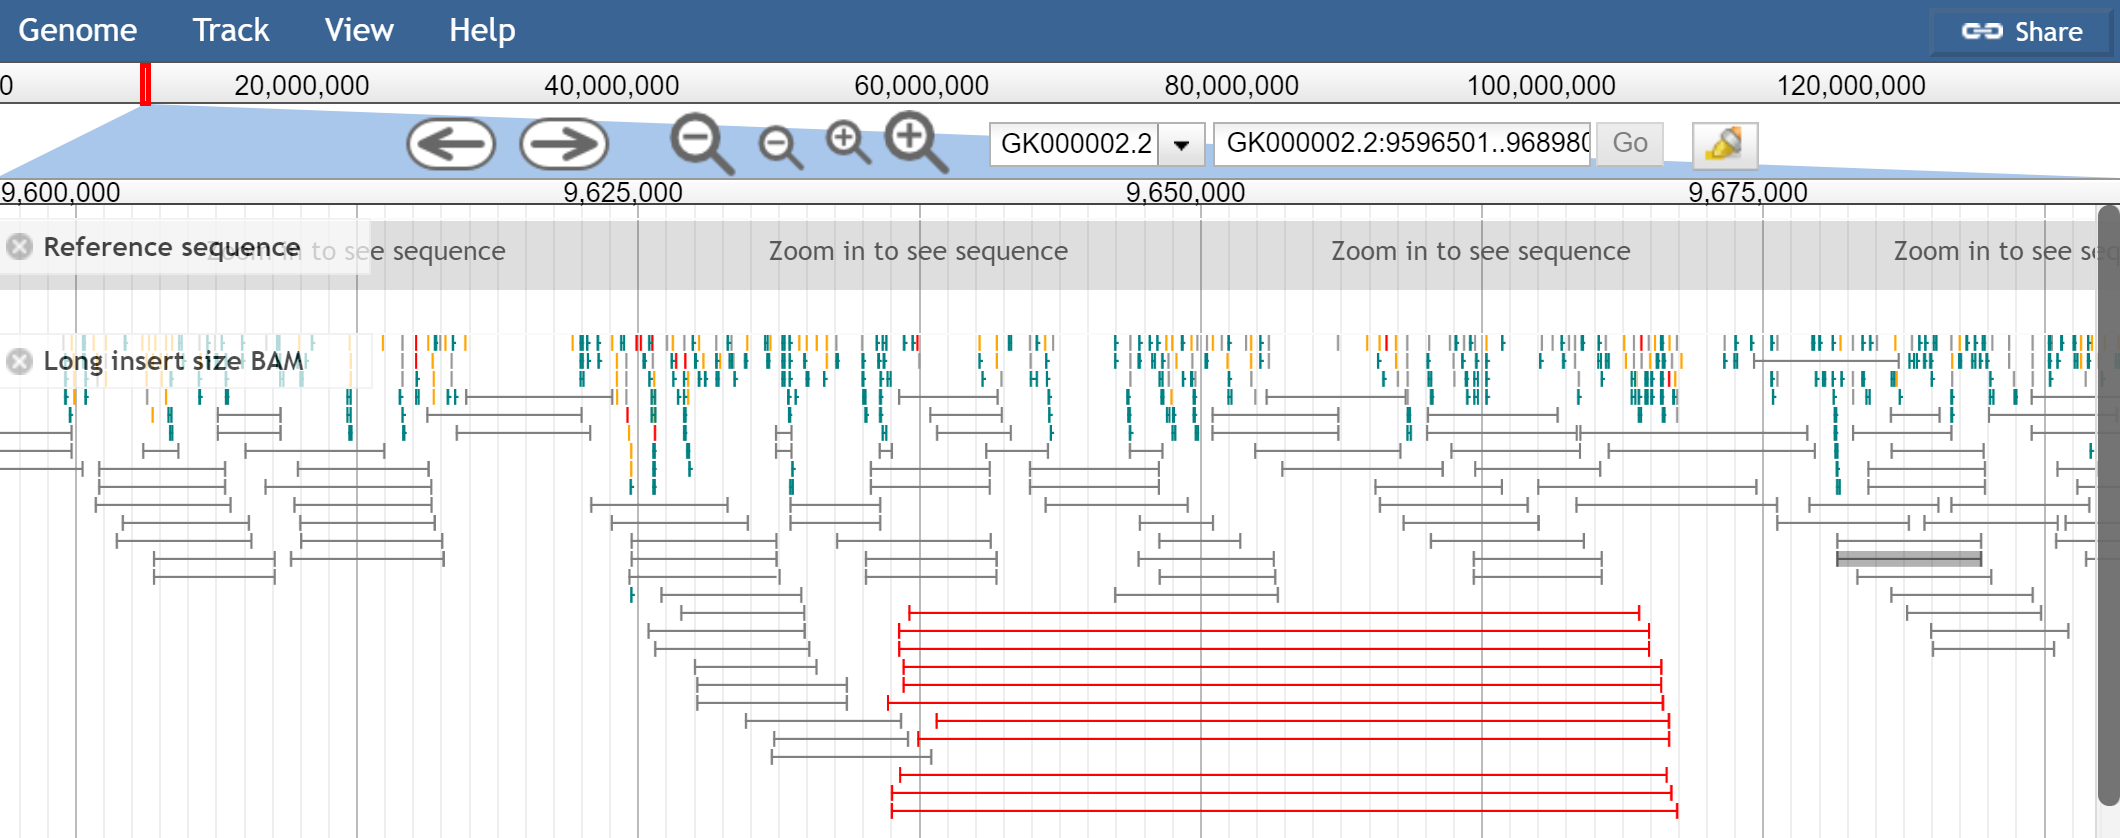 Genome Track View Help Share
0 20,000,000 40,000,000 60,000,000 80,000,000 100,000,000 120,000,000
GK000002.2 GK000002.2:9596501..968980 Go
9,600,000 9,625,000 9,650,000 9,675,000
Reference sequence Zoom in to see sequence Zoom in to see sequence Zoom in to see sequence Zoom in to see seq
Long insert size BAM